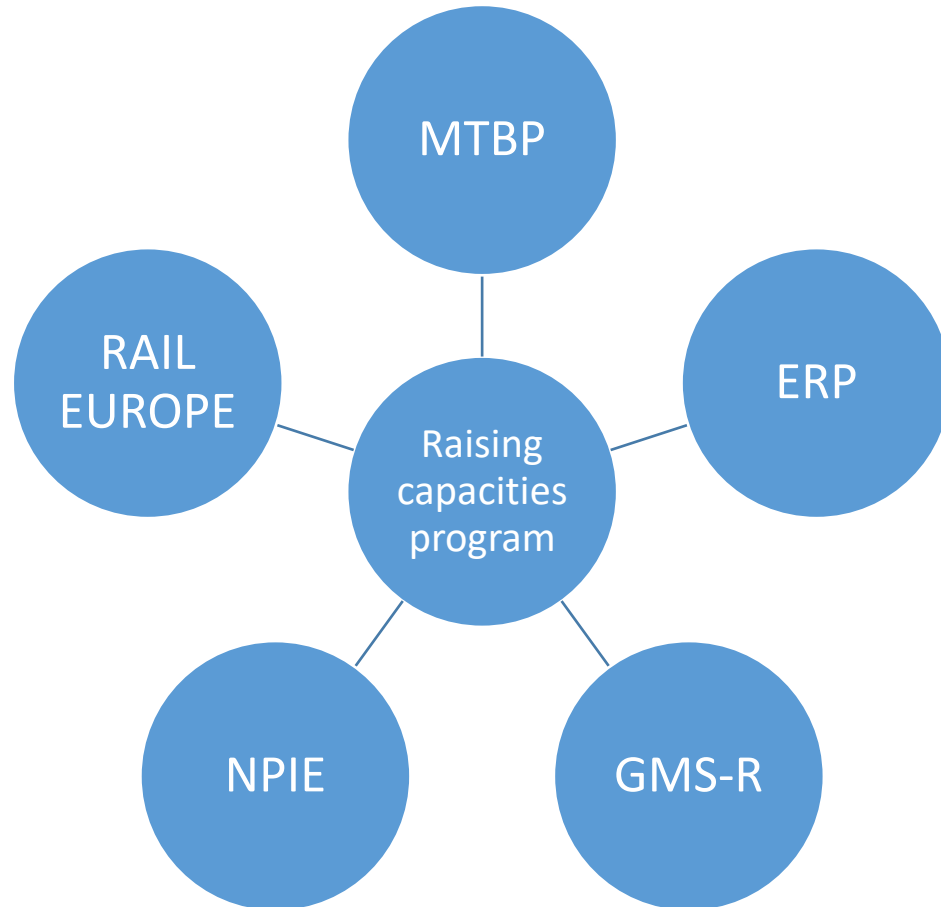 MTBP
RAIL
EUROPE
ERP
Raising
capacities
program
NPIE
GMS-R